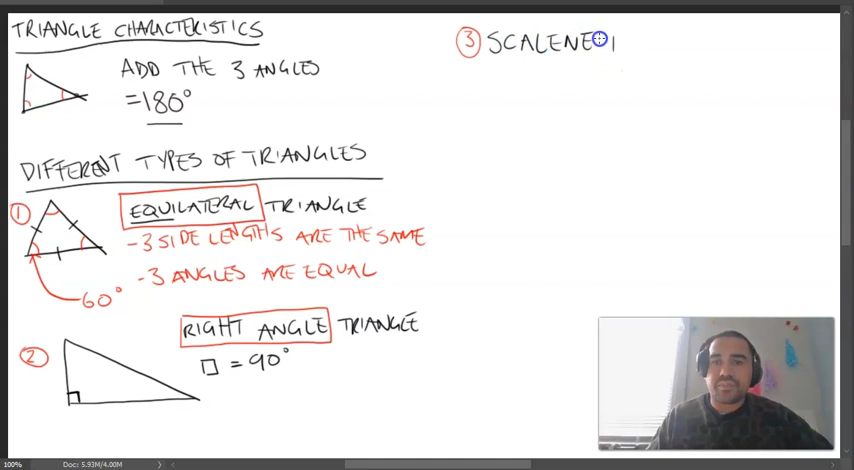 TRIANGLE CHARACTERISTICS
ADD THE 3 ANGLES
=180°
DIFFERENT TYPES OF TRIANGLES
1 EQUILATERAL TRIANGLE
-3 SIDE LENGTHS ARE THE SAME
-3 ANGLES ARE EQUAL
60°
2 RIGHT ANGLE TRIANGLE
□ = 90°
3 SCALENE
100% Doc: 5.93M/4.00M